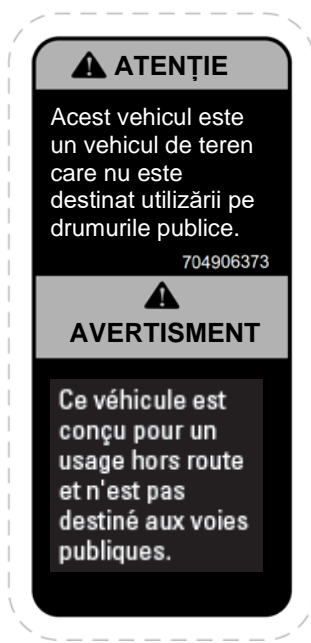 ATENȚIE
Acest vehicul este
un vehicul de teren
care nu este
destinat utilizării pe
drumurile publice.
704906373
AVERTISMENT
Ce véhicule est
conçu pour un
usage hors route
et n'est pas
destiné aux voies
publiques.